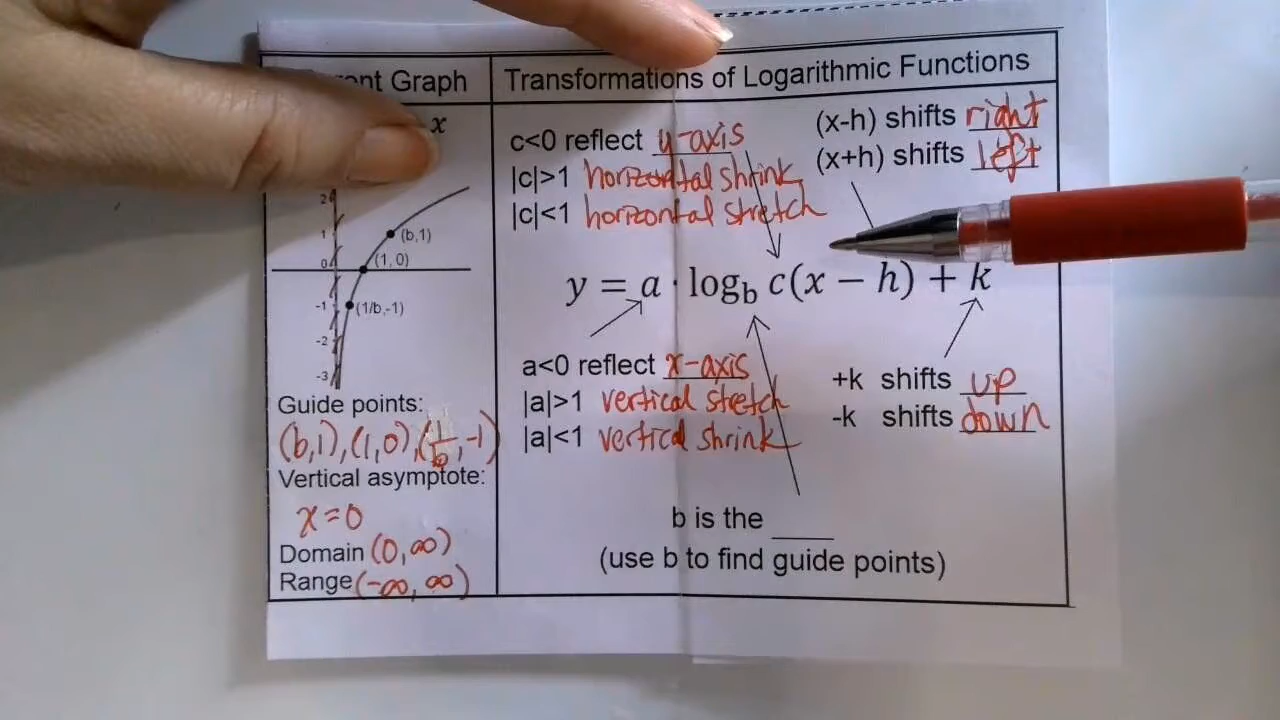 nt Graph
x
2
1
0
-1
-2
-3
(b,1)
(1, 0)
(1/b,-1)
Guide points:
(b,1),(1,0),(1/b,-1)
Vertical asymptote:
x=0
Domain (0,∞)
Range (-∞,∞)
Transformations of Logarithmic Functions
c<0 reflect y-axis
|c|>1 horizontal shrink
|c|<1 horizontal stretch
(x-h) shifts right
(x+h) shifts left
y = a · log_b c(x − h) + k
a<0 reflect x-axis
|a|>1 vertical stretch
|a|<1 vertical shrink
+k shifts up
-k shifts down
b is the ____
(use b to find guide points)